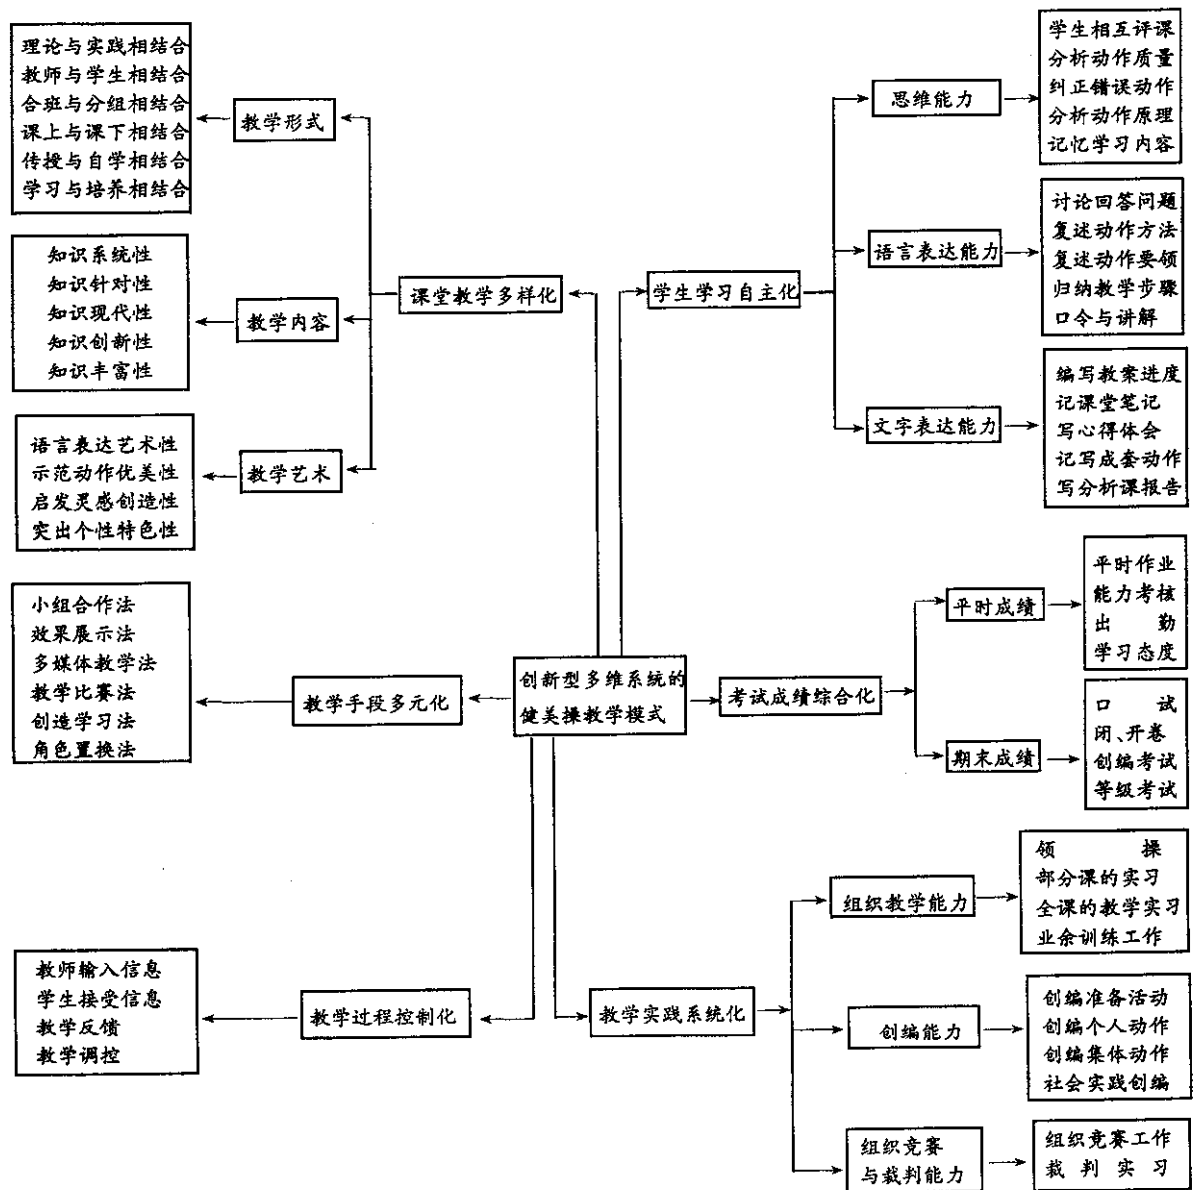 理论与实践相结合
教师与学生相结合
合班与分组相结合
课上与课下相结合
传授与自学相结合
学习与培养相结合
教学形式
知识系统性
知识针对性
知识现代性
知识创新性
知识丰富性
教学内容
语言表达艺术性
示范动作优美性
启发灵感创造性
突出个性特色性
教学艺术
课堂教学多样化
学生学习自主化
思维能力
学生相互评课
分析动作质量
纠正错误动作
分析动作原理
记忆学习内容
语言表达能力
讨论回答问题
复述动作方法
复述动作要领
归纳教学步骤
口令与讲解
文字表达能力
编写教案进度
记课堂笔记
写心得体会
记写成套动作
写分析课报告
小组合作法
效果展示法
多媒体教学法
教学比赛法
创造学习法
角色置换法
教学手段多元化
创新型多维系统的
健美操教学模式
考试成绩综合化
平时成绩
平时作业
能力考核
出 勤
学习态度
期末成绩
口 试
闭、开卷
创编考试
等级考试
教师输入信息
学生接受信息
教学反馈
教学调控
教学过程控制化
教学实践系统化
组织教学能力
领 操
部分课的实习
全课的教学实习
业余训练工作
创编能力
创编准备活动
创编个人动作
创编集体动作
社会实践创编
组织竞赛
与裁判能力
组织竞赛工作
裁 判 实 习